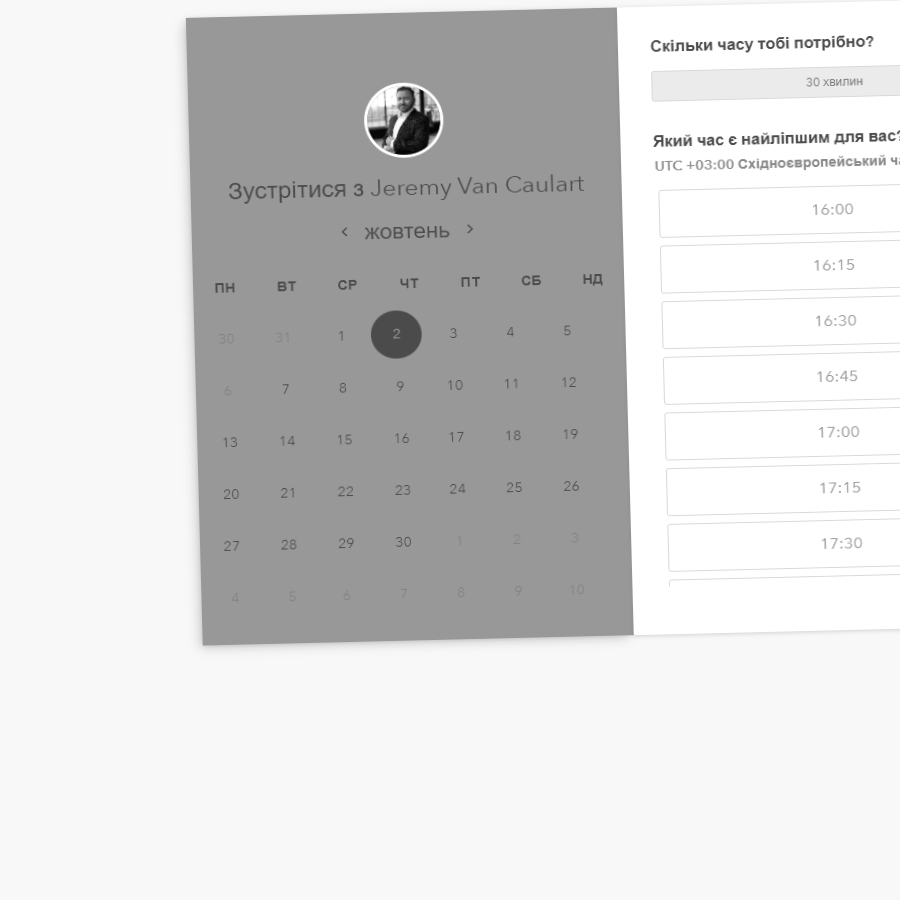 Зустрітися з Jeremy Van Caulart
‹ жовтень ›
ПН ВТ СР ЧТ ПТ СБ НД
30 31 1 2 3 4 5
6 7 8 9 10 11 12
13 14 15 16 17 18 19
20 21 22 23 24 25 26
27 28 29 30 1 2 3
4 5 6 7 8 9 10
Скільки часу тобі потрібно?
30 хвилин
Який час є найліпшим для вас?
UTC +03:00 Східноєвропейський
16:00
16:15
16:30
16:45
17:00
17:15
17:30